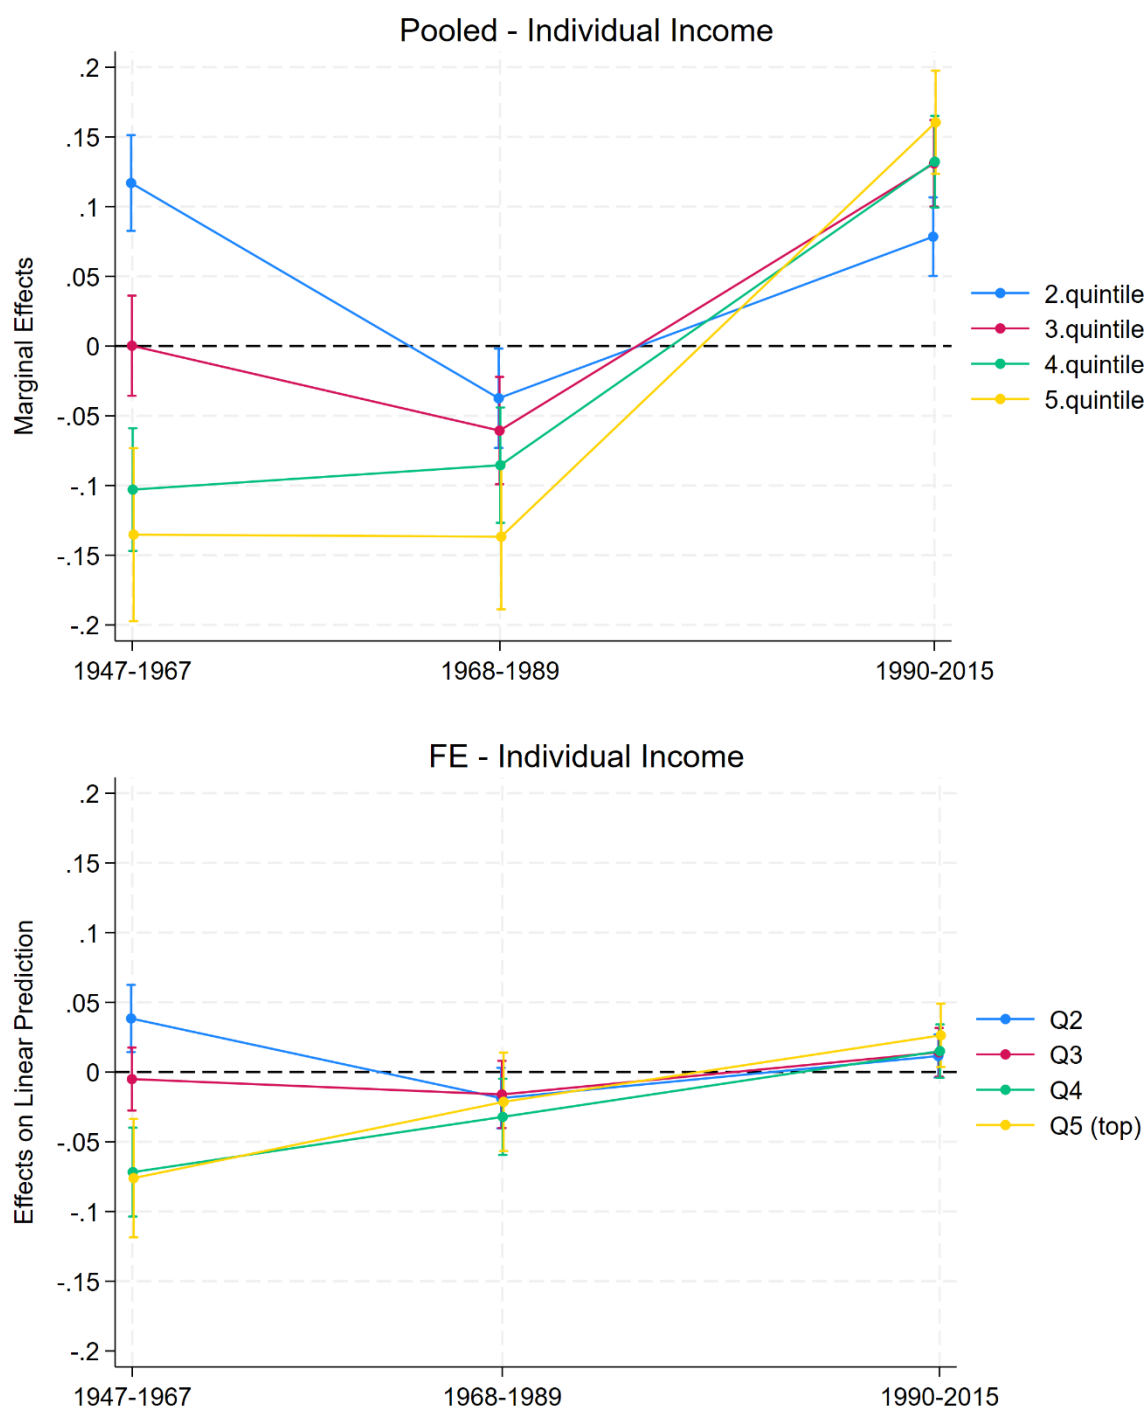 Pooled - Individual Income
.2
.15
.1
.05
0
-.05
-.1
-.15
-.2
Marginal Effects
1947-1967 1968-1989 1990-2015
2.quintile
3.quintile
4.quintile
5.quintile
FE - Individual Income
.2
.15
.1
.05
0
-.05
-.1
-.15
-.2
Effects on Linear Prediction
1947-1967 1968-1989 1990-2015
Q2
Q3
Q4
Q5 (top)